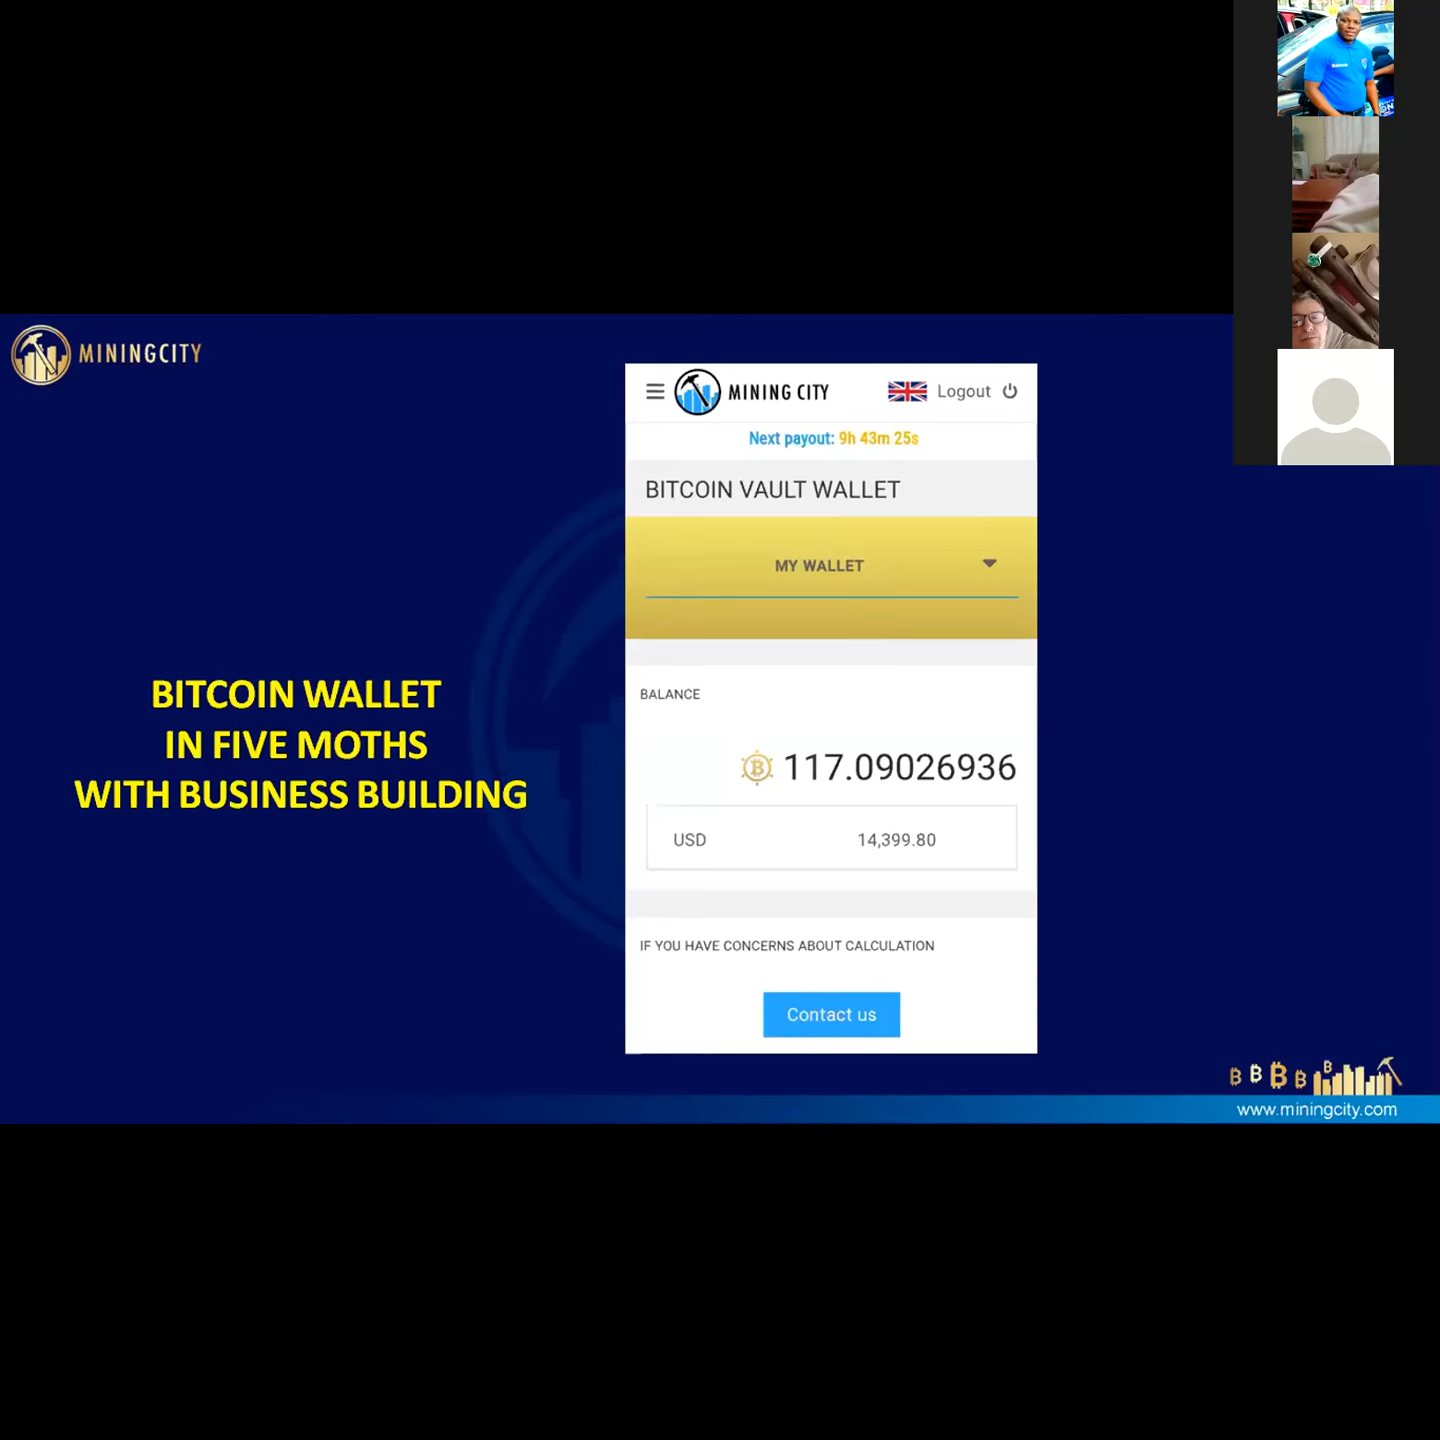 MININGCITY
MINING CITY
Logout
Next payout: 9h 43m 25s
BITCOIN VAULT WALLET
MY WALLET
BITCOIN WALLET
IN FIVE MOTHS
WITH BUSINESS BUILDING
BALANCE
117.09026936
USD 14,399.80
IF YOU HAVE CONCERNS ABOUT CALCULATION
Contact us
www.miningcity.com